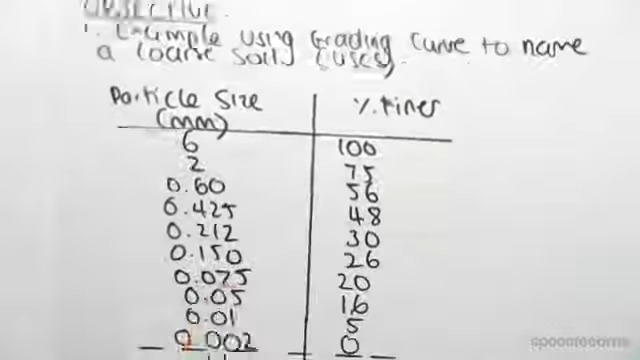 1. Example using Grading Curve to name
a coarse soil (USCS).
Particle Size
(mm)
% Finer
6 100
2 75
0.60 56
0.425 48
0.212 30
0.150 26
0.075 20
0.05 16
0.01 5
0.002 0